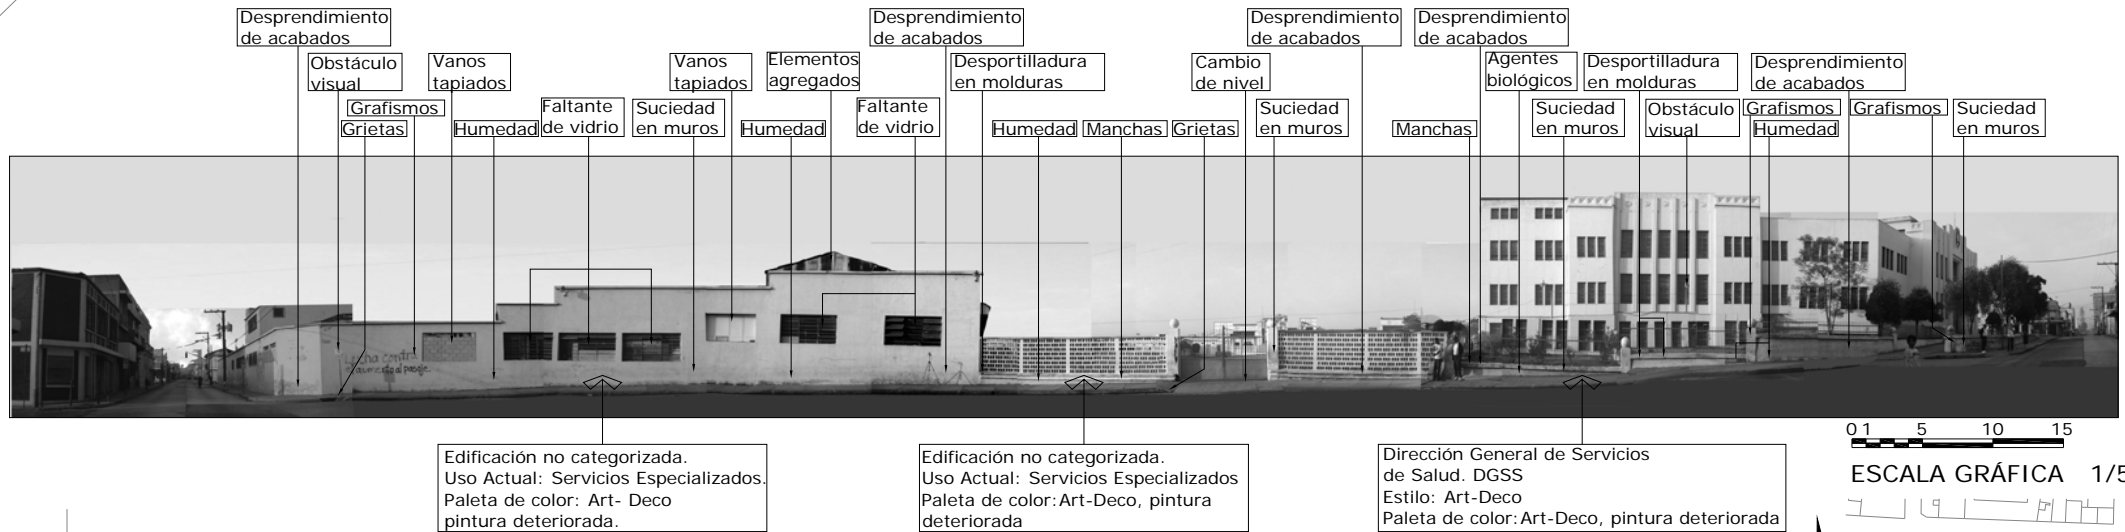 Desprendimiento
de acabados
Desprendimiento
de acabados
Desprendimiento
de acabados
Desprendimiento
de acabados
Obstáculo
visual
Vanos
tapiados
Vanos
tapiados
Elementos
agregados
Desportilladura
en molduras
Cambio
de nivel
Agentes
biológicos
Desportilladura
en molduras
Desprendimiento
de acabados
Grafismos
Grietas
Humedad
Faltante
de vidrio
Suciedad
en muros
Humedad
Faltante
de vidrio
Humedad
Manchas
Grietas
Suciedad
en muros
Manchas
Suciedad
en muros
Obstáculo
visual
Grafismos
Humedad
Grafismos
Suciedad
en muros
Lucha contra
el aumento al pasaje
Edificación no categorizada.
Uso Actual: Servicios Especializados.
Paleta de color: Art- Deco
pintura deteriorada.
Edificación no categorizada.
Uso Actual: Servicios Especializados
Paleta de color:Art-Deco, pintura
deteriorada
Dirección General de Servicios
de Salud. DGSS
Estilo: Art-Deco
Paleta de color:Art-Deco, pintura deteriorada
0 1 5 10 15
ESCALA GRÁFICA 1/5